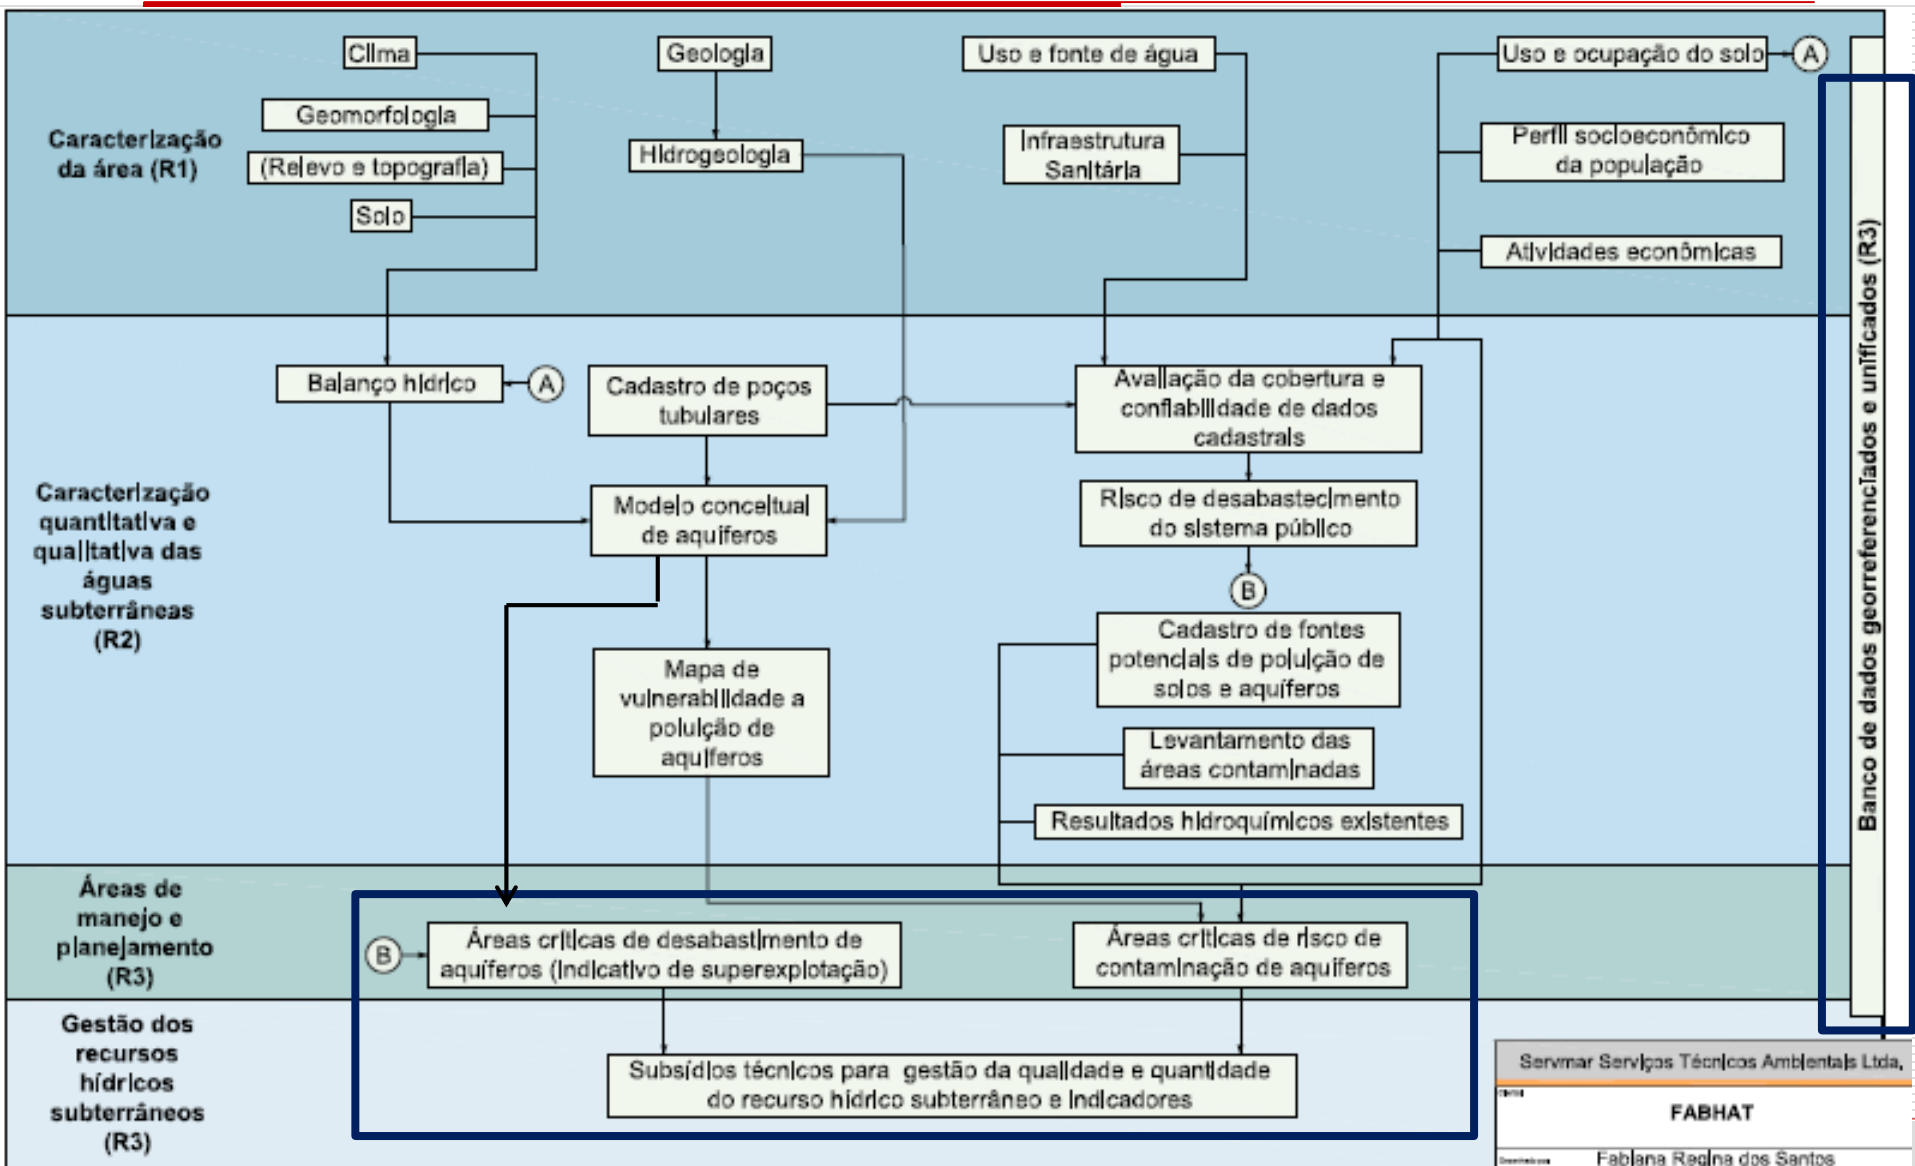 Clima
Geologia
Uso e fonte de água
Uso e ocupação do solo
A
Geomorfologia
Caracterização
da área (R1)
(Relevo e topografia)
Solo
Hidrogeologia
Infraestrutura
Sanitária
Perfil socioeconômico
da população
Atividades econômicas
Banco de dados georreferenciados e unificados (R3)
Balanço hídrico
A
Cadastro de poços
tubulares
Avaliação da cobertura e
confiabilidade de dados
cadastrais
Caracterização
quantitativa e
qualitativa das
águas
subterrâneas
(R2)
Modelo conceitual
de aquíferos
Risco de desabastecimento
do sistema público
B
Mapa de
vulnerabilidade a
poluição de
aquíferos
Cadastro de fontes
potenciais de poluição de
solos e aquíferos
Levantamento das
áreas contaminadas
Resultados hidroquímicos existentes
Áreas de
manejo e
planejamento
(R3)
B
Áreas críticas de desabastimento de
aquíferos (Indicativo de superexplotação)
Áreas críticas de risco de
contaminação de aquíferos
Gestão dos
recursos
hídricos
subterrâneos
(R3)
Subsídios técnicos para gestão da qualidade e quantidade
do recurso hídrico subterrâneo e Indicadores
Servmar Serviços Técnicos Ambientais Ltda.
FABHAT
Fabiana Regina dos Santos